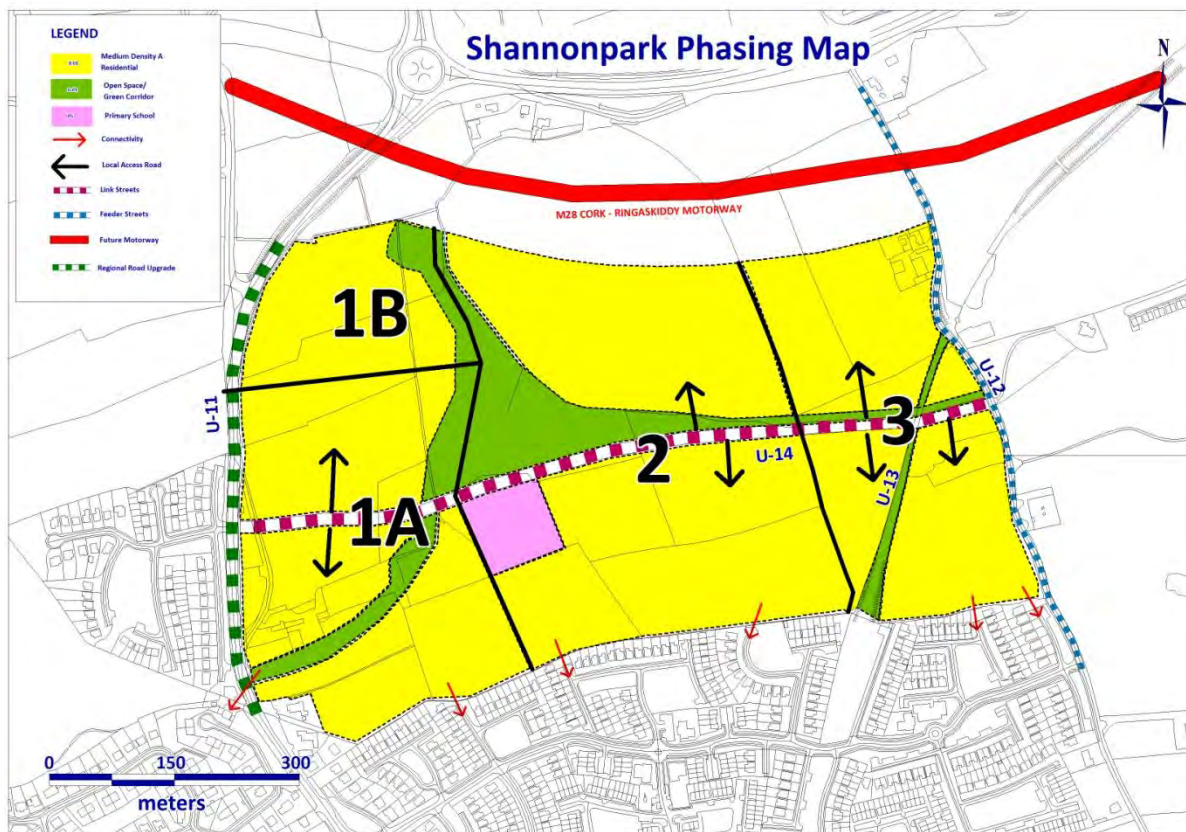 LEGEND
Medium Density A
Residential
Open Space/
Green Corridor
Primary School
Connectivity
Local Access Road
Link Streets
Feeder Streets
Future Motorway
Regional Road Upgrade
Shannonpark Phasing Map
N
M28 CORK - RINGASKIDDY MOTORWAY
1B
U-11
U-12
3
2
U-14
U-13
1A
0 150 300
meters